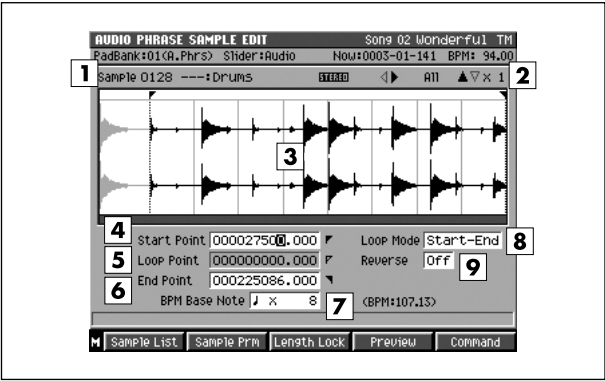 AUDIO PHRASE SAMPLE EDIT Song 02 Wonderful TM
PadBank:01(A.Phrs) Slider:Audio Now:0003-01-141 BPM: 94.00
1 Sample 0128 ---:Drums STEREO ◁▶ All ▲▽× 1 2
3
4 Start Point 000027500.000 Loop Mode Start-End 8
5 Loop Point 000000000.000 Reverse Off 9
6 End Point 000225086.000
BPM Base Note ♩ × 8 7 (BPM:107.13)
M Sample List Sample Prm Length Lock Preview Command